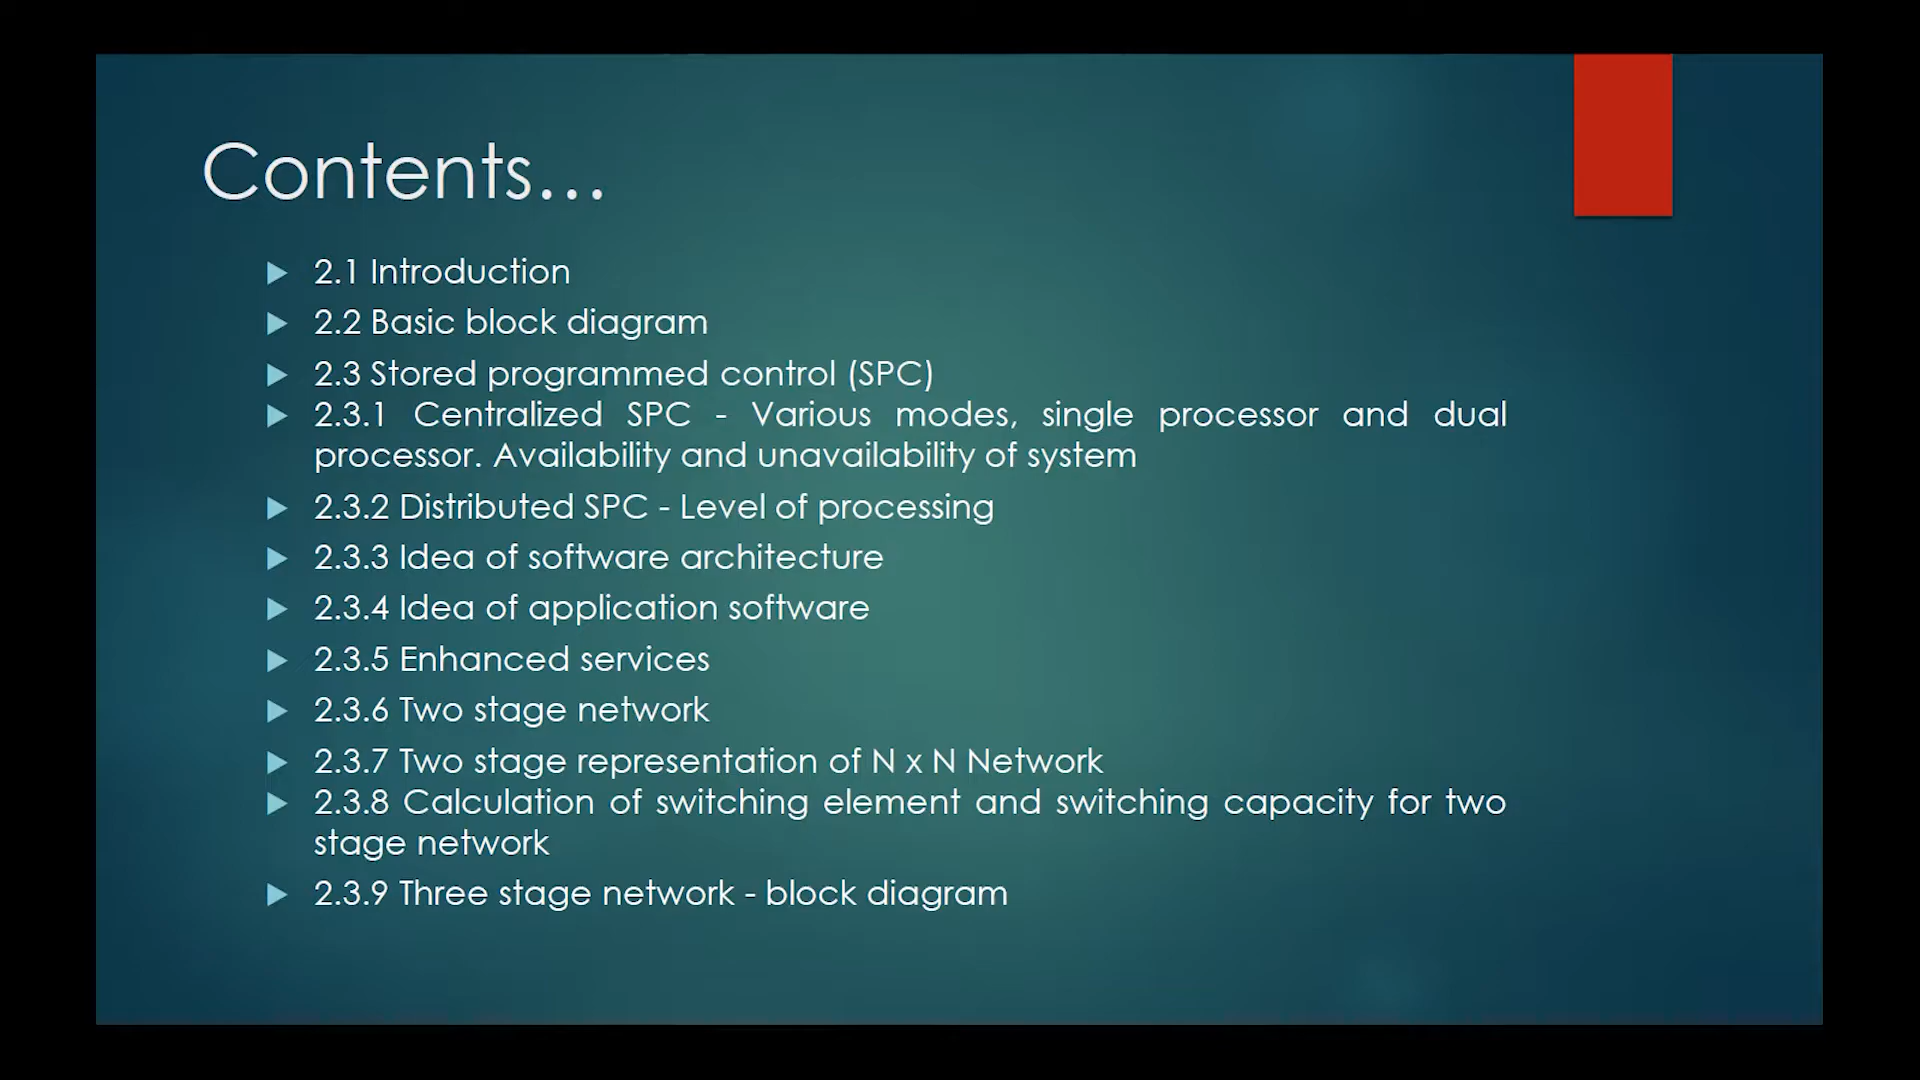 Contents...
2.1 Introduction
2.2 Basic block diagram
2.3 Stored programmed control (SPC)
2.3.1 Centralized SPC - Various modes, single processor and dual
processor. Availability and unavailability of system
2.3.2 Distributed SPC - Level of processing
2.3.3 Idea of software architecture
2.3.4 Idea of application software
2.3.5 Enhanced services
2.3.6 Two stage network
2.3.7 Two stage representation of N x N Network
2.3.8 Calculation of switching element and switching capacity for two
stage network
2.3.9 Three stage network - block diagram